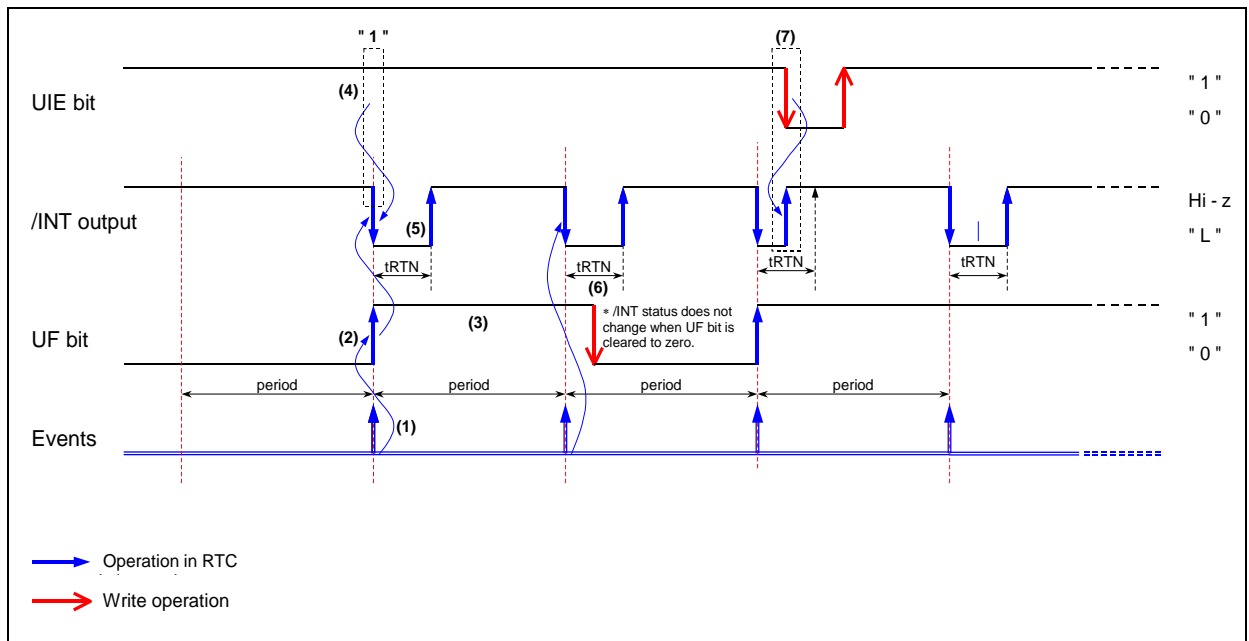 " 1 "
(7)
(4)
UIE bit
" 1 "
" 0 "
/INT output
(5)
Hi - z
" L "
tRTN
tRTN
tRTN
tRTN
(6)
* /INT status does not
change when UF bit is
cleared to zero.
(2)
(3)
UF bit
" 1 "
" 0 "
period
period
period
period
(1)
Events
Operation in RTC
Write operation